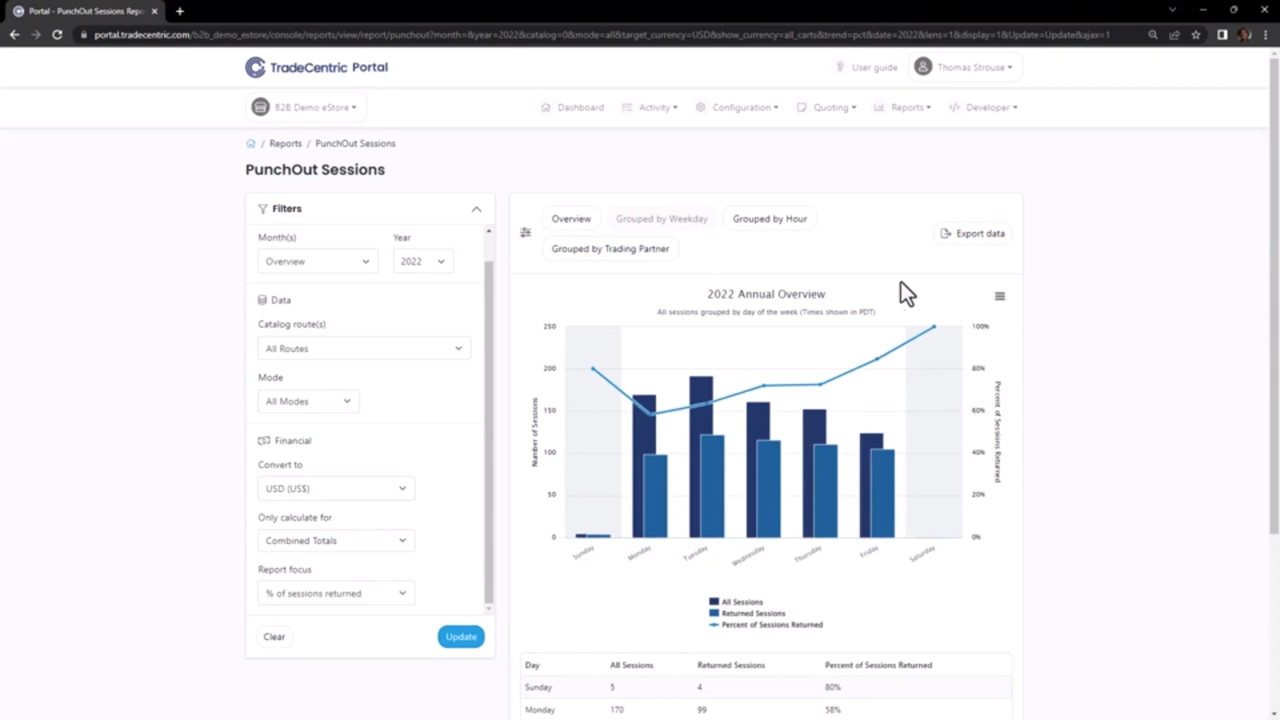 Portal - PunchOut Sessions Repo
portal.tradecentric.com/b2b_demo_estore/console/reports/view/report/punchout?month=&year=2022&catalog=0&mode=all&target_currency=USD&show_currency=all_carts&trend=pct&date=2022&lens=1&display=1&Update=Update&ajax=1
TradeCentric Portal
User guide
Thomas Strouse
B2B Demo eStore
Dashboard Activity Configuration Quoting Reports Developer
/ Reports / PunchOut Sessions
PunchOut Sessions
Filters
Month(s) Year
Overview 2022
Data
Catalog route(s)
All Routes
Mode
All Modes
Financial
Convert to
USD (US$)
Only calculate for
Combined Totals
Report focus
% of sessions returned
Clear Update
Overview Grouped by Weekday Grouped by Hour
Grouped by Trading Partner
Export data
2022 Annual Overview
All sessions grouped by day of the week (Times shown in PDT)
Number of Sessions
250
200
150
100
50
0
100%
80%
60%
40%
20%
0%
Percent of Sessions Returned
Sunday Monday Tuesday Wednesday Thursday Friday Saturday
All Sessions
Returned Sessions
Percent of Sessions Returned
Day All Sessions Returned Sessions Percent of Sessions Returned
Sunday 5 4 80%
Monday 170 99 58%